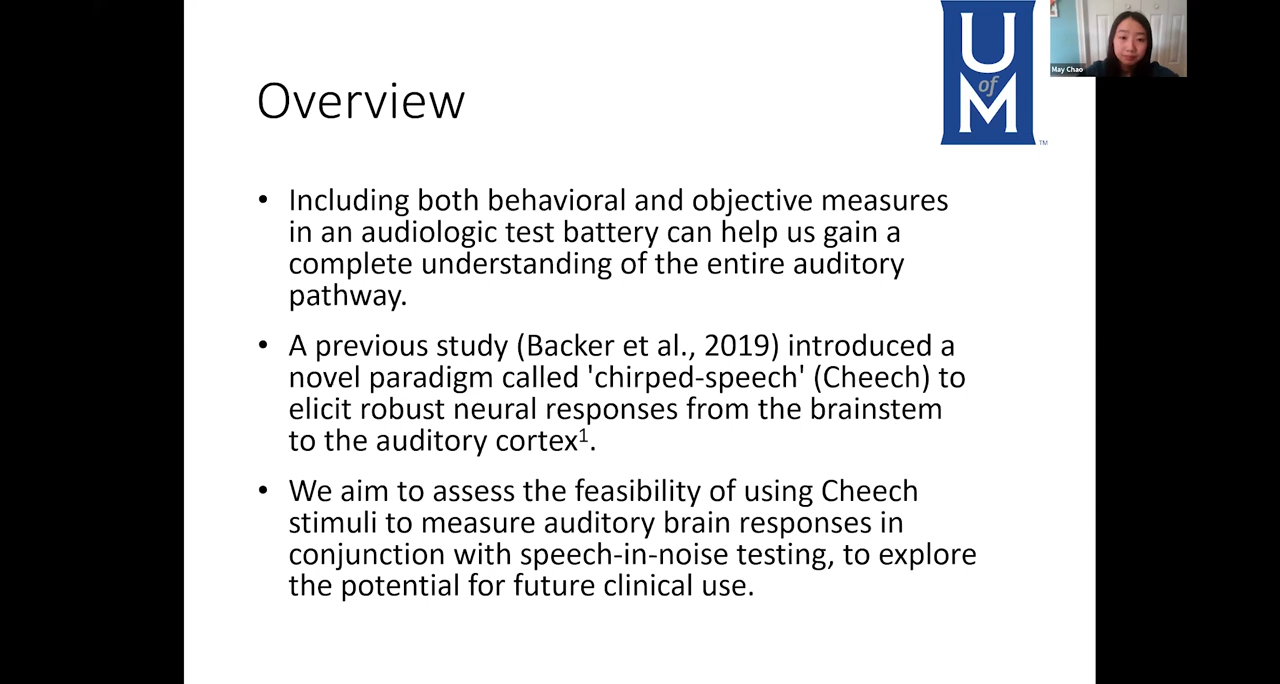 U
of
M
TM
May Chao
Overview
• Including both behavioral and objective measures
in an audiologic test battery can help us gain a
complete understanding of the entire auditory
pathway.
• A previous study (Backer et al., 2019) introduced a
novel paradigm called 'chirped-speech' (Cheech) to
elicit robust neural responses from the brainstem
to the auditory cortex¹.
• We aim to assess the feasibility of using Cheech
stimuli to measure auditory brain responses in
conjunction with speech-in-noise testing, to explore
the potential for future clinical use.